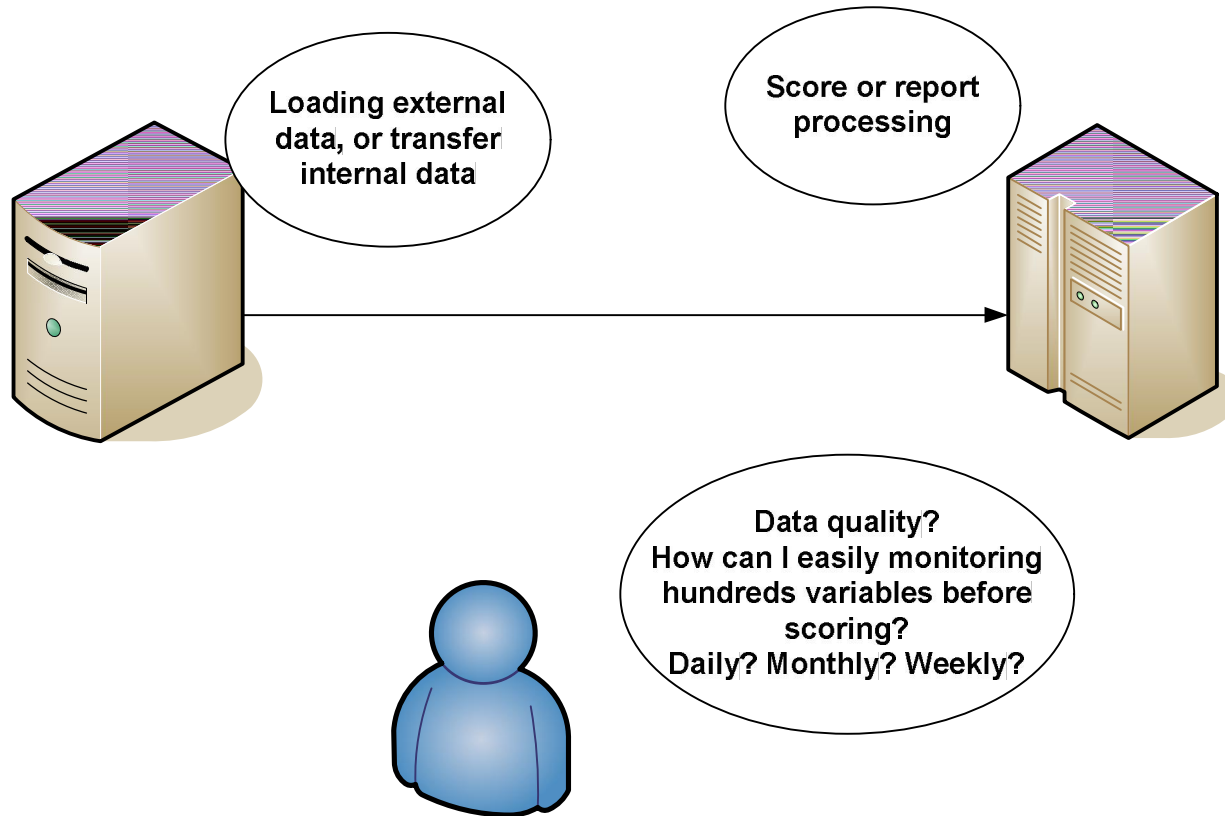 Loading external
data, or transfer
internal data
Score or report
processing
Data quality?
How can I easily monitoring
hundreds variables before
scoring?
Daily? Monthly? Weekly?